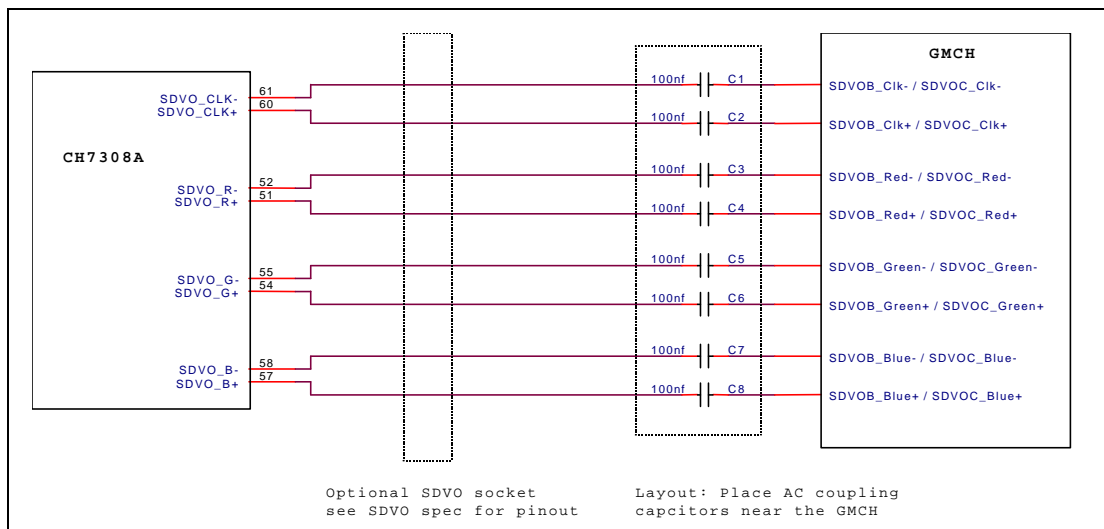 GMCH
CH7308A
SDVO_CLK- 61 100nf C1 SDVOB_Clk- / SDVOC_Clk-
SDVO_CLK+ 60 100nf C2 SDVOB_Clk+ / SDVOC_Clk+
SDVO_R- 52 100nf C3 SDVOB_Red- / SDVOC_Red-
SDVO_R+ 51 100nf C4 SDVOB_Red+ / SDVOC_Red+
SDVO_G- 55 100nf C5 SDVOB_Green- / SDVOC_Green-
SDVO_G+ 54 100nf C6 SDVOB_Green+ / SDVOC_Green+
SDVO_B- 58 100nf C7 SDVOB_Blue- / SDVOC_Blue-
SDVO_B+ 57 100nf C8 SDVOB_Blue+ / SDVOC_Blue+
Optional SDVO socket
see SDVO spec for pinout
Layout: Place AC coupling
capcitors near the GMCH